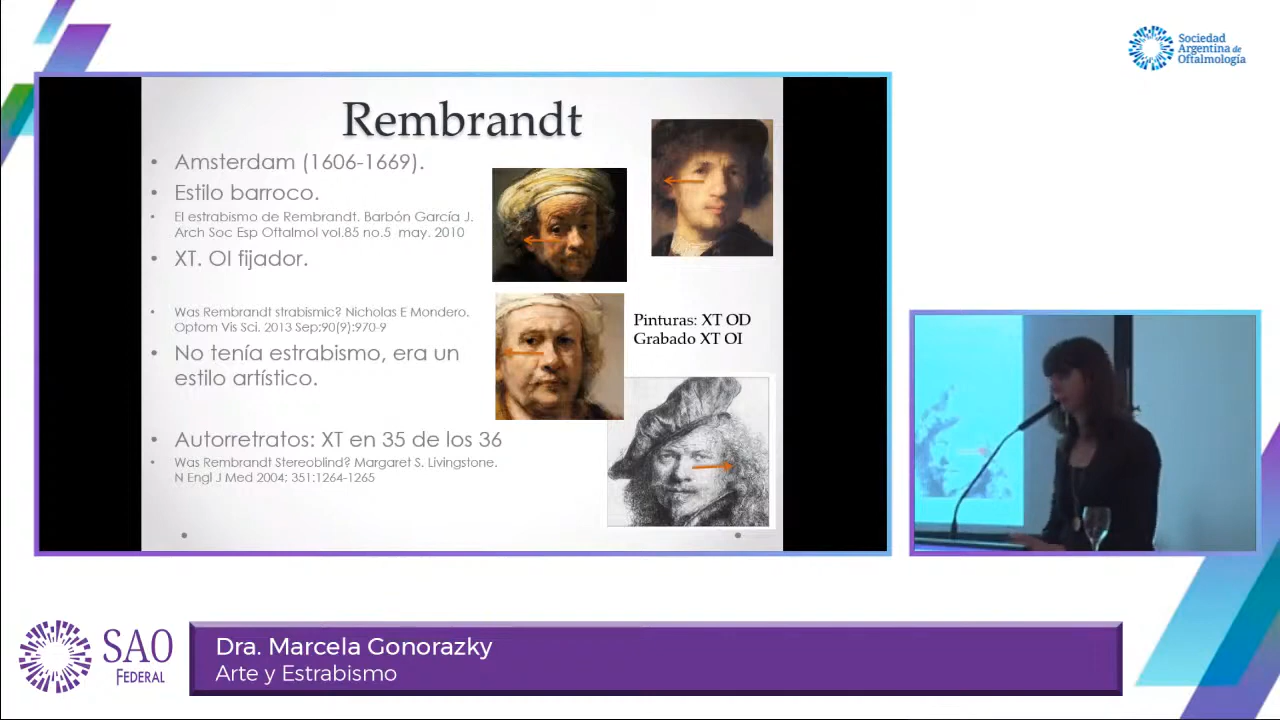 Sociedad
Argentina de
Oftalmología
Rembrandt
• Amsterdam (1606-1669).
• Estilo barroco.
• El estrabismo de Rembrandt. Barbón García J.
Arch Soc Esp Oftalmol vol.85 no.5 may. 2010
• XT. OI fijador.
• Was Rembrandt strabismic? Nicholas E Mondero.
Optom Vis Sci. 2013 Sep;90(9):970-9
• No tenía estrabismo, era un
estilo artístico.
• Autorretratos: XT en 35 de los 36
• Was Rembrandt Stereoblind? Margaret S. Livingstone.
N Engl J Med 2004; 351:1264-1265
Pinturas: XT OD
Grabado XT OI
SAO
FEDERAL
Dra. Marcela Gonorazky
Arte y Estrabismo